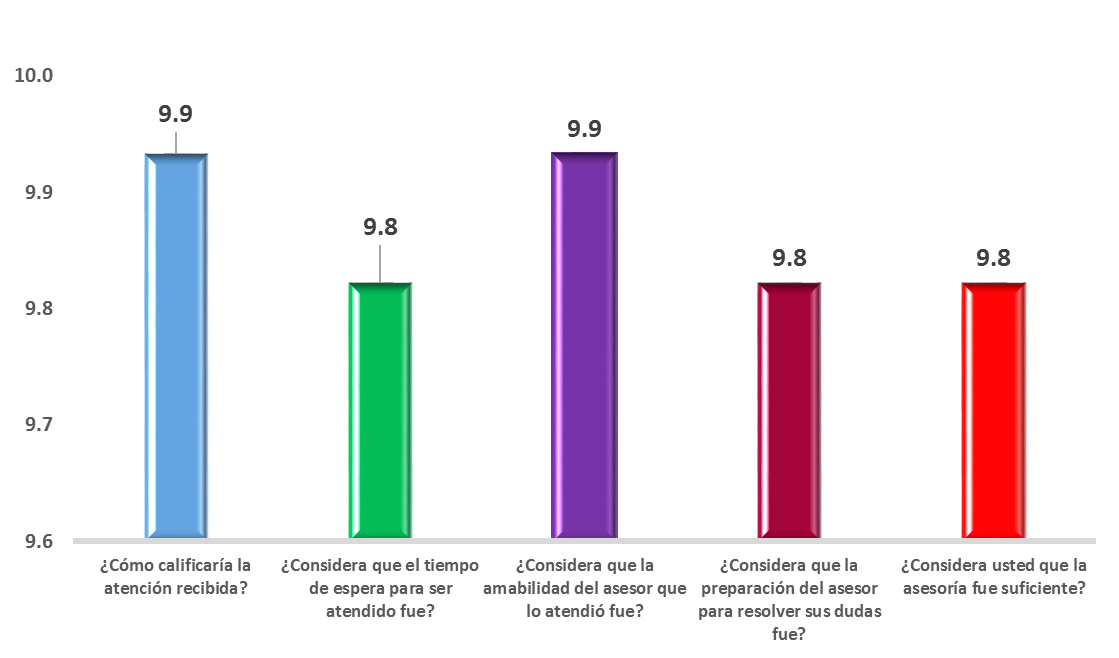 10.0
9.9
9.8
9.7
9.6
9.9
9.8
9.9
9.8
9.8
¿Cómo calificaría la
atención recibida?
¿Considera que el tiempo
de espera para ser
atendido fue?
¿Considera que la
amabilidad del asesor que
lo atendió fue?
¿Considera que la
preparación del asesor
para resolver sus dudas
fue?
¿Considera usted que la
asesoría fue suficiente?